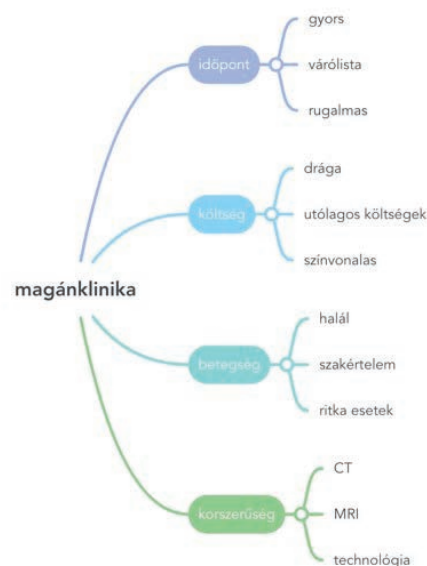 magánklinika
időpont
gyors
várólista
rugalmas
költség
drága
utólagos költségek
színvonalas
betegség
halál
szakértelem
ritka esetek
korszerűség
CT
MRI
technológia